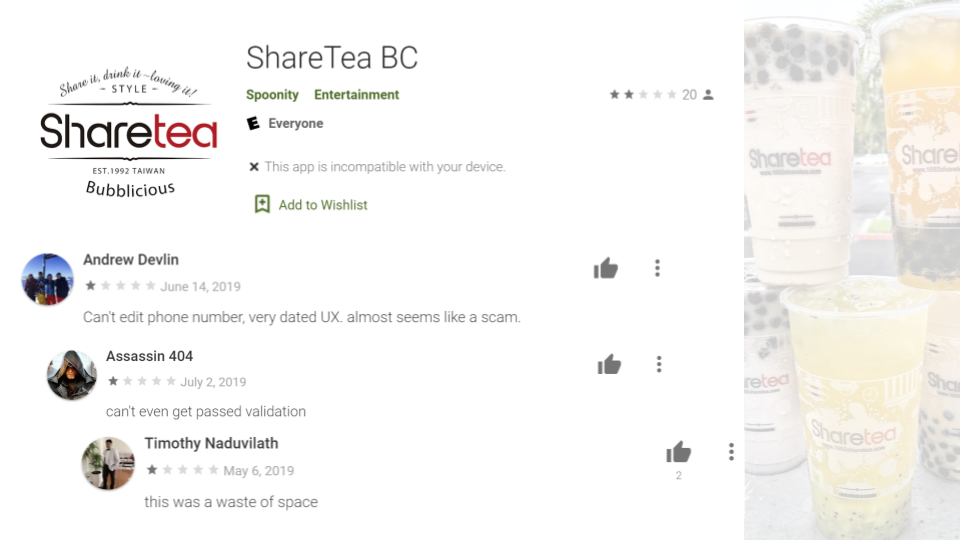 Share it, drink it~loving it!
~ STYLE ~
Sharetea
EST.1992 TAIWAN
Bubblicious
ShareTea BC
Spoonity Entertainment
20
E Everyone
This app is incompatible with your device.
Add to Wishlist
Andrew Devlin
June 14, 2019
Can't edit phone number, very dated UX. almost seems like a scam.
Assassin 404
July 2, 2019
can't even get passed validation
Timothy Naduvilath
May 6, 2019
2
this was a waste of space
Sharetea
Share
retea
Shar
Sharetea